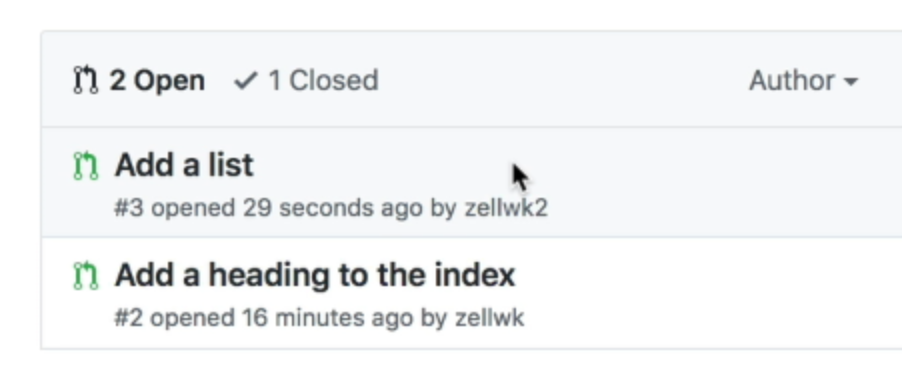 2 Open 1 Closed Author
Add a list
#3 opened 29 seconds ago by zellwk2
Add a heading to the index
#2 opened 16 minutes ago by zellwk